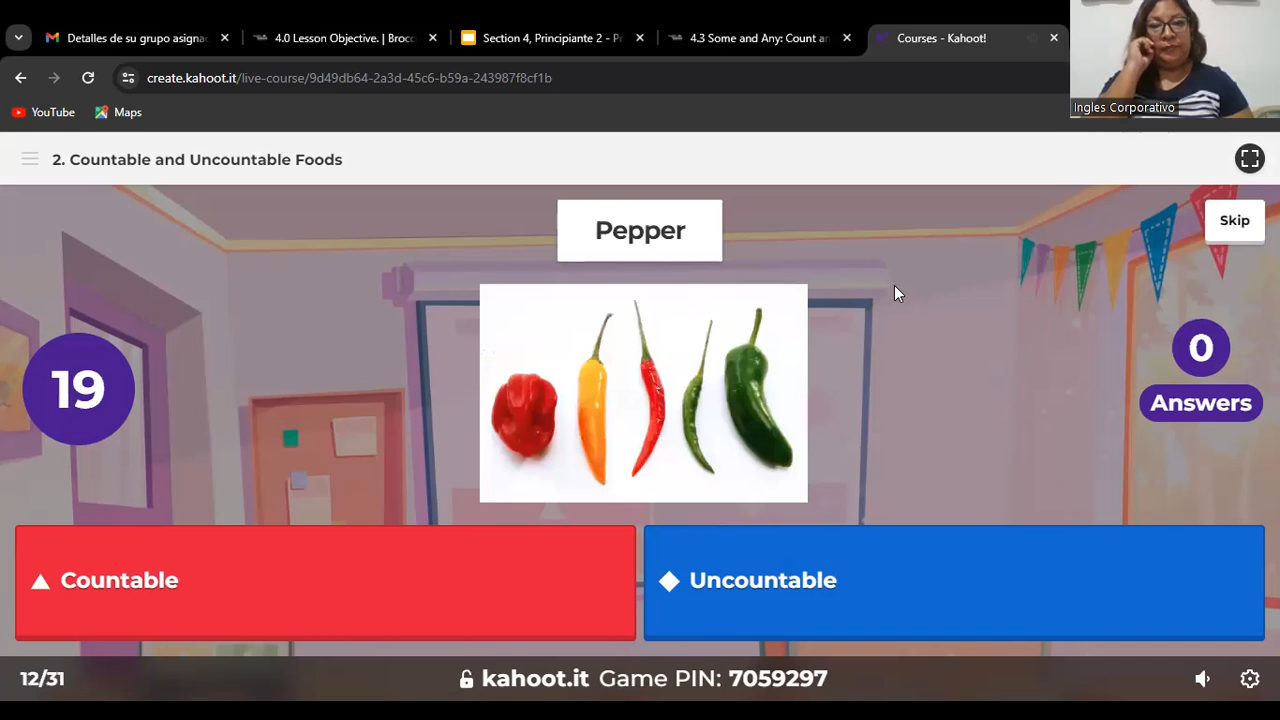 Detalles de su grupo asigna
4.0 Lesson Objective. | Brocc
Section 4, Principiante 2 - Pr
4.3 Some and Any: Count an
Courses - Kahoot!
create.kahoot.it/live-course/9d49db64-2a3d-45c6-b59a-243987f8cf1b
YouTube
Maps
Ingles Corporativo
2. Countable and Uncountable Foods
Pepper
Skip
19
0
Answers
Countable
Uncountable
12/31
kahoot.it Game PIN: 7059297